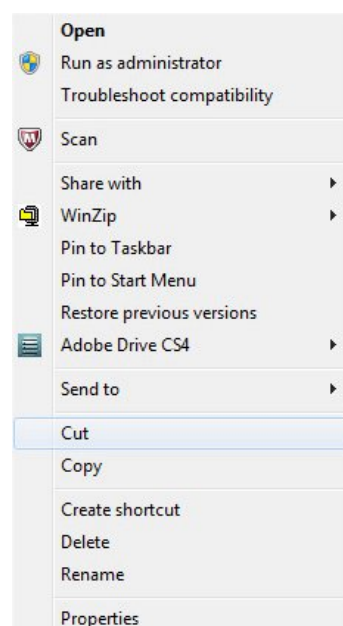 Open
Run as administrator
Troubleshoot compatibility
Scan
Share with
WinZip
Pin to Taskbar
Pin to Start Menu
Restore previous versions
Adobe Drive CS4
Send to
Cut
Copy
Create shortcut
Delete
Rename
Properties